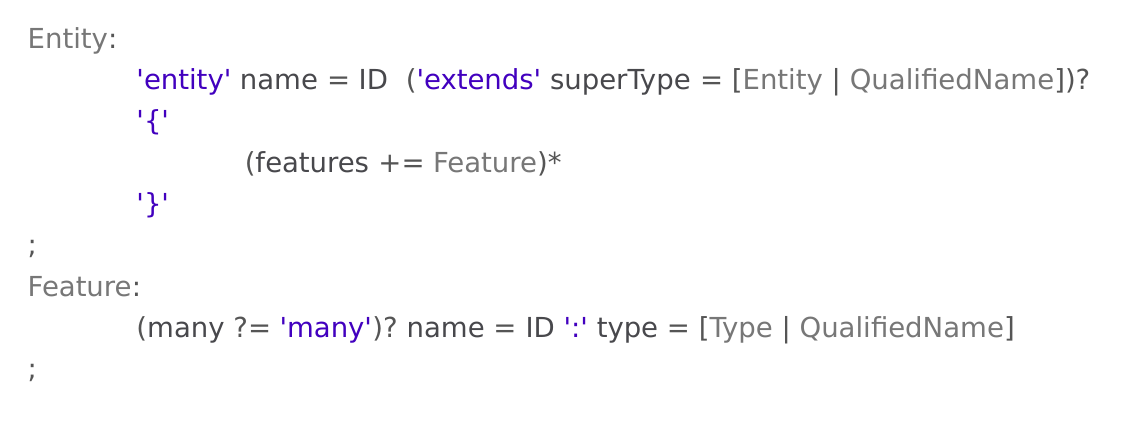 Entity:
'entity' name = ID ('extends' superType = [Entity | QualifiedName])?
'{'
(features += Feature)*
'}'
;
Feature:
(many ?= 'many')? name = ID ':' type = [Type | QualifiedName]
;